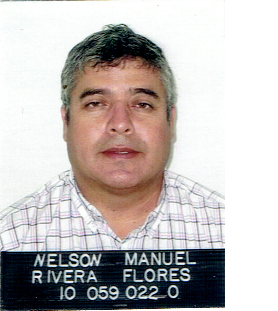 NELSON MANUEL
RIVERA FLORES
10 059 022 0